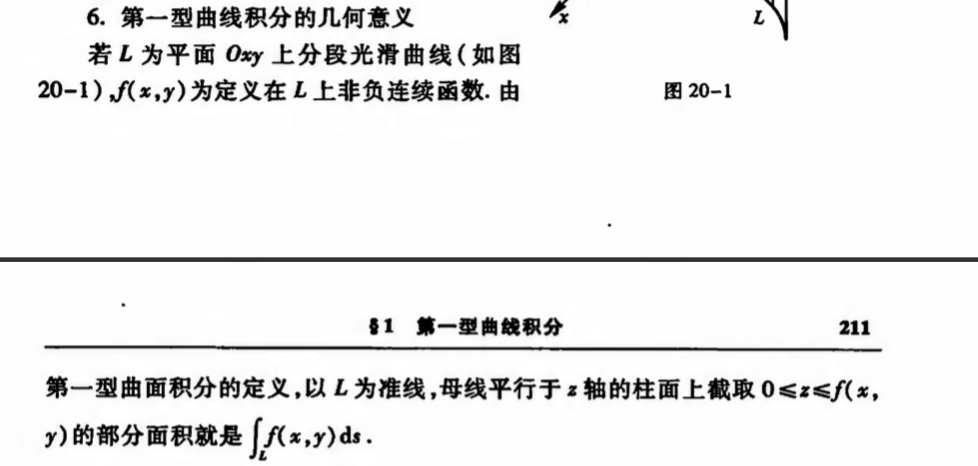 6. 第一型曲线积分的几何意义
x
L
若 L 为平面 Oxy 上分段光滑曲线(如图
20-1),f(x,y)为定义在 L 上非负连续函数. 由
图 20-1
§1 第一型曲线积分 211
第一型曲面积分的定义,以 L 为准线,母线平行于 z 轴的柱面上截取 0⩽z⩽f(x,
y)的部分面积就是 ∫_L f(x,y)ds.